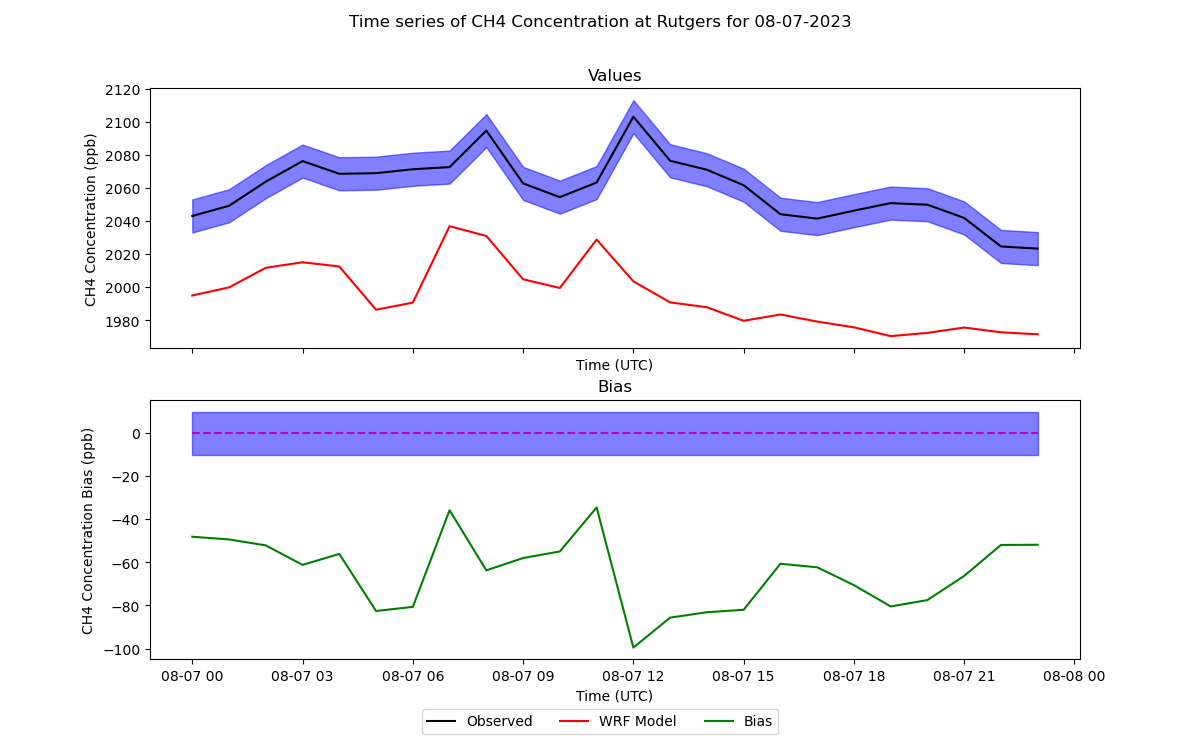 Time series of CH4 Concentration at Rutgers for 08-07-2023
Values
CH4 Concentration (ppb)
2120
2100
2080
2060
2040
2020
2000
1980
Time (UTC)
Bias
CH4 Concentration Bias (ppb)
0
−20
−40
−60
−80
−100
08-07 00 08-07 03 08-07 06 08-07 09 08-07 12 08-07 15 08-07 18 08-07 21 08-08 00
Time (UTC)
Observed WRF Model Bias